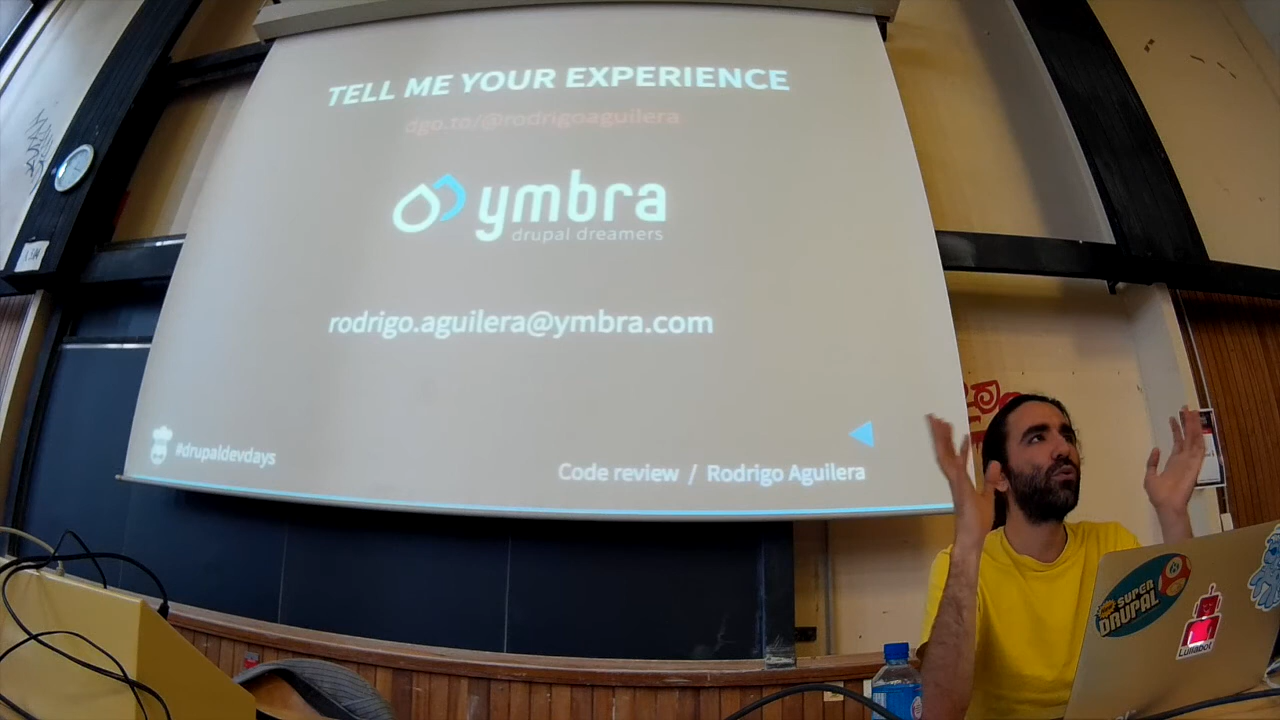 TELL ME YOUR EXPERIENCE
dgo.to/@rodrigoaguilera
ymbra
drupal dreamers
rodrigo.aguilera@ymbra.com
#drupaldevdays
Code review / Rodrigo Aguilera
SUPER
DRUPAL
Lullabot